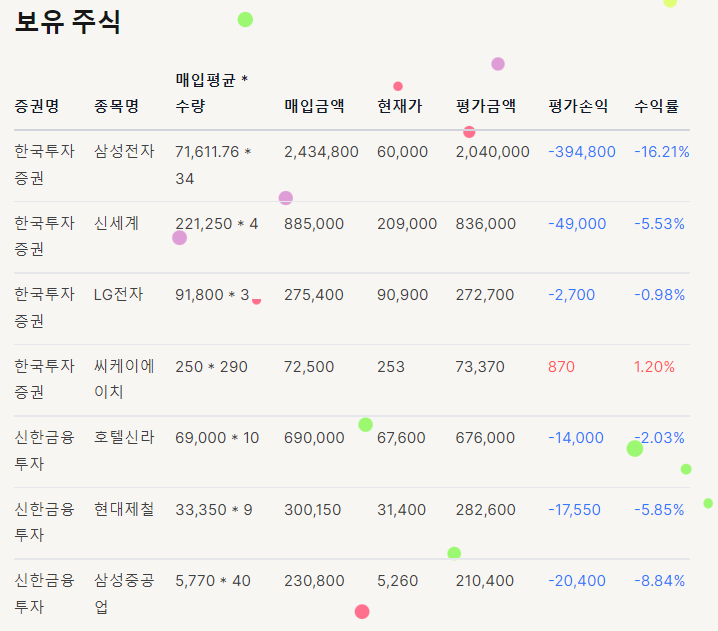 보유 주식
증권명 종목명 매입평균 * 수량 매입금액 현재가 평가금액 평가손익 수익률
한국투자증권 삼성전자 71,611.76 * 34 2,434,800 60,000 2,040,000 -394,800 -16.21%
한국투자증권 신세계 221,250 * 4 885,000 209,000 836,000 -49,000 -5.53%
한국투자증권 LG전자 91,800 * 3 275,400 90,900 272,700 -2,700 -0.98%
한국투자증권 씨케이에이치 250 * 290 72,500 253 73,370 870 1.20%
신한금융투자 호텔신라 69,000 * 10 690,000 67,600 676,000 -14,000 -2.03%
신한금융투자 현대제철 33,350 * 9 300,150 31,400 282,600 -17,550 -5.85%
신한금융투자 삼성중공업 5,770 * 40 230,800 5,260 210,400 -20,400 -8.84%